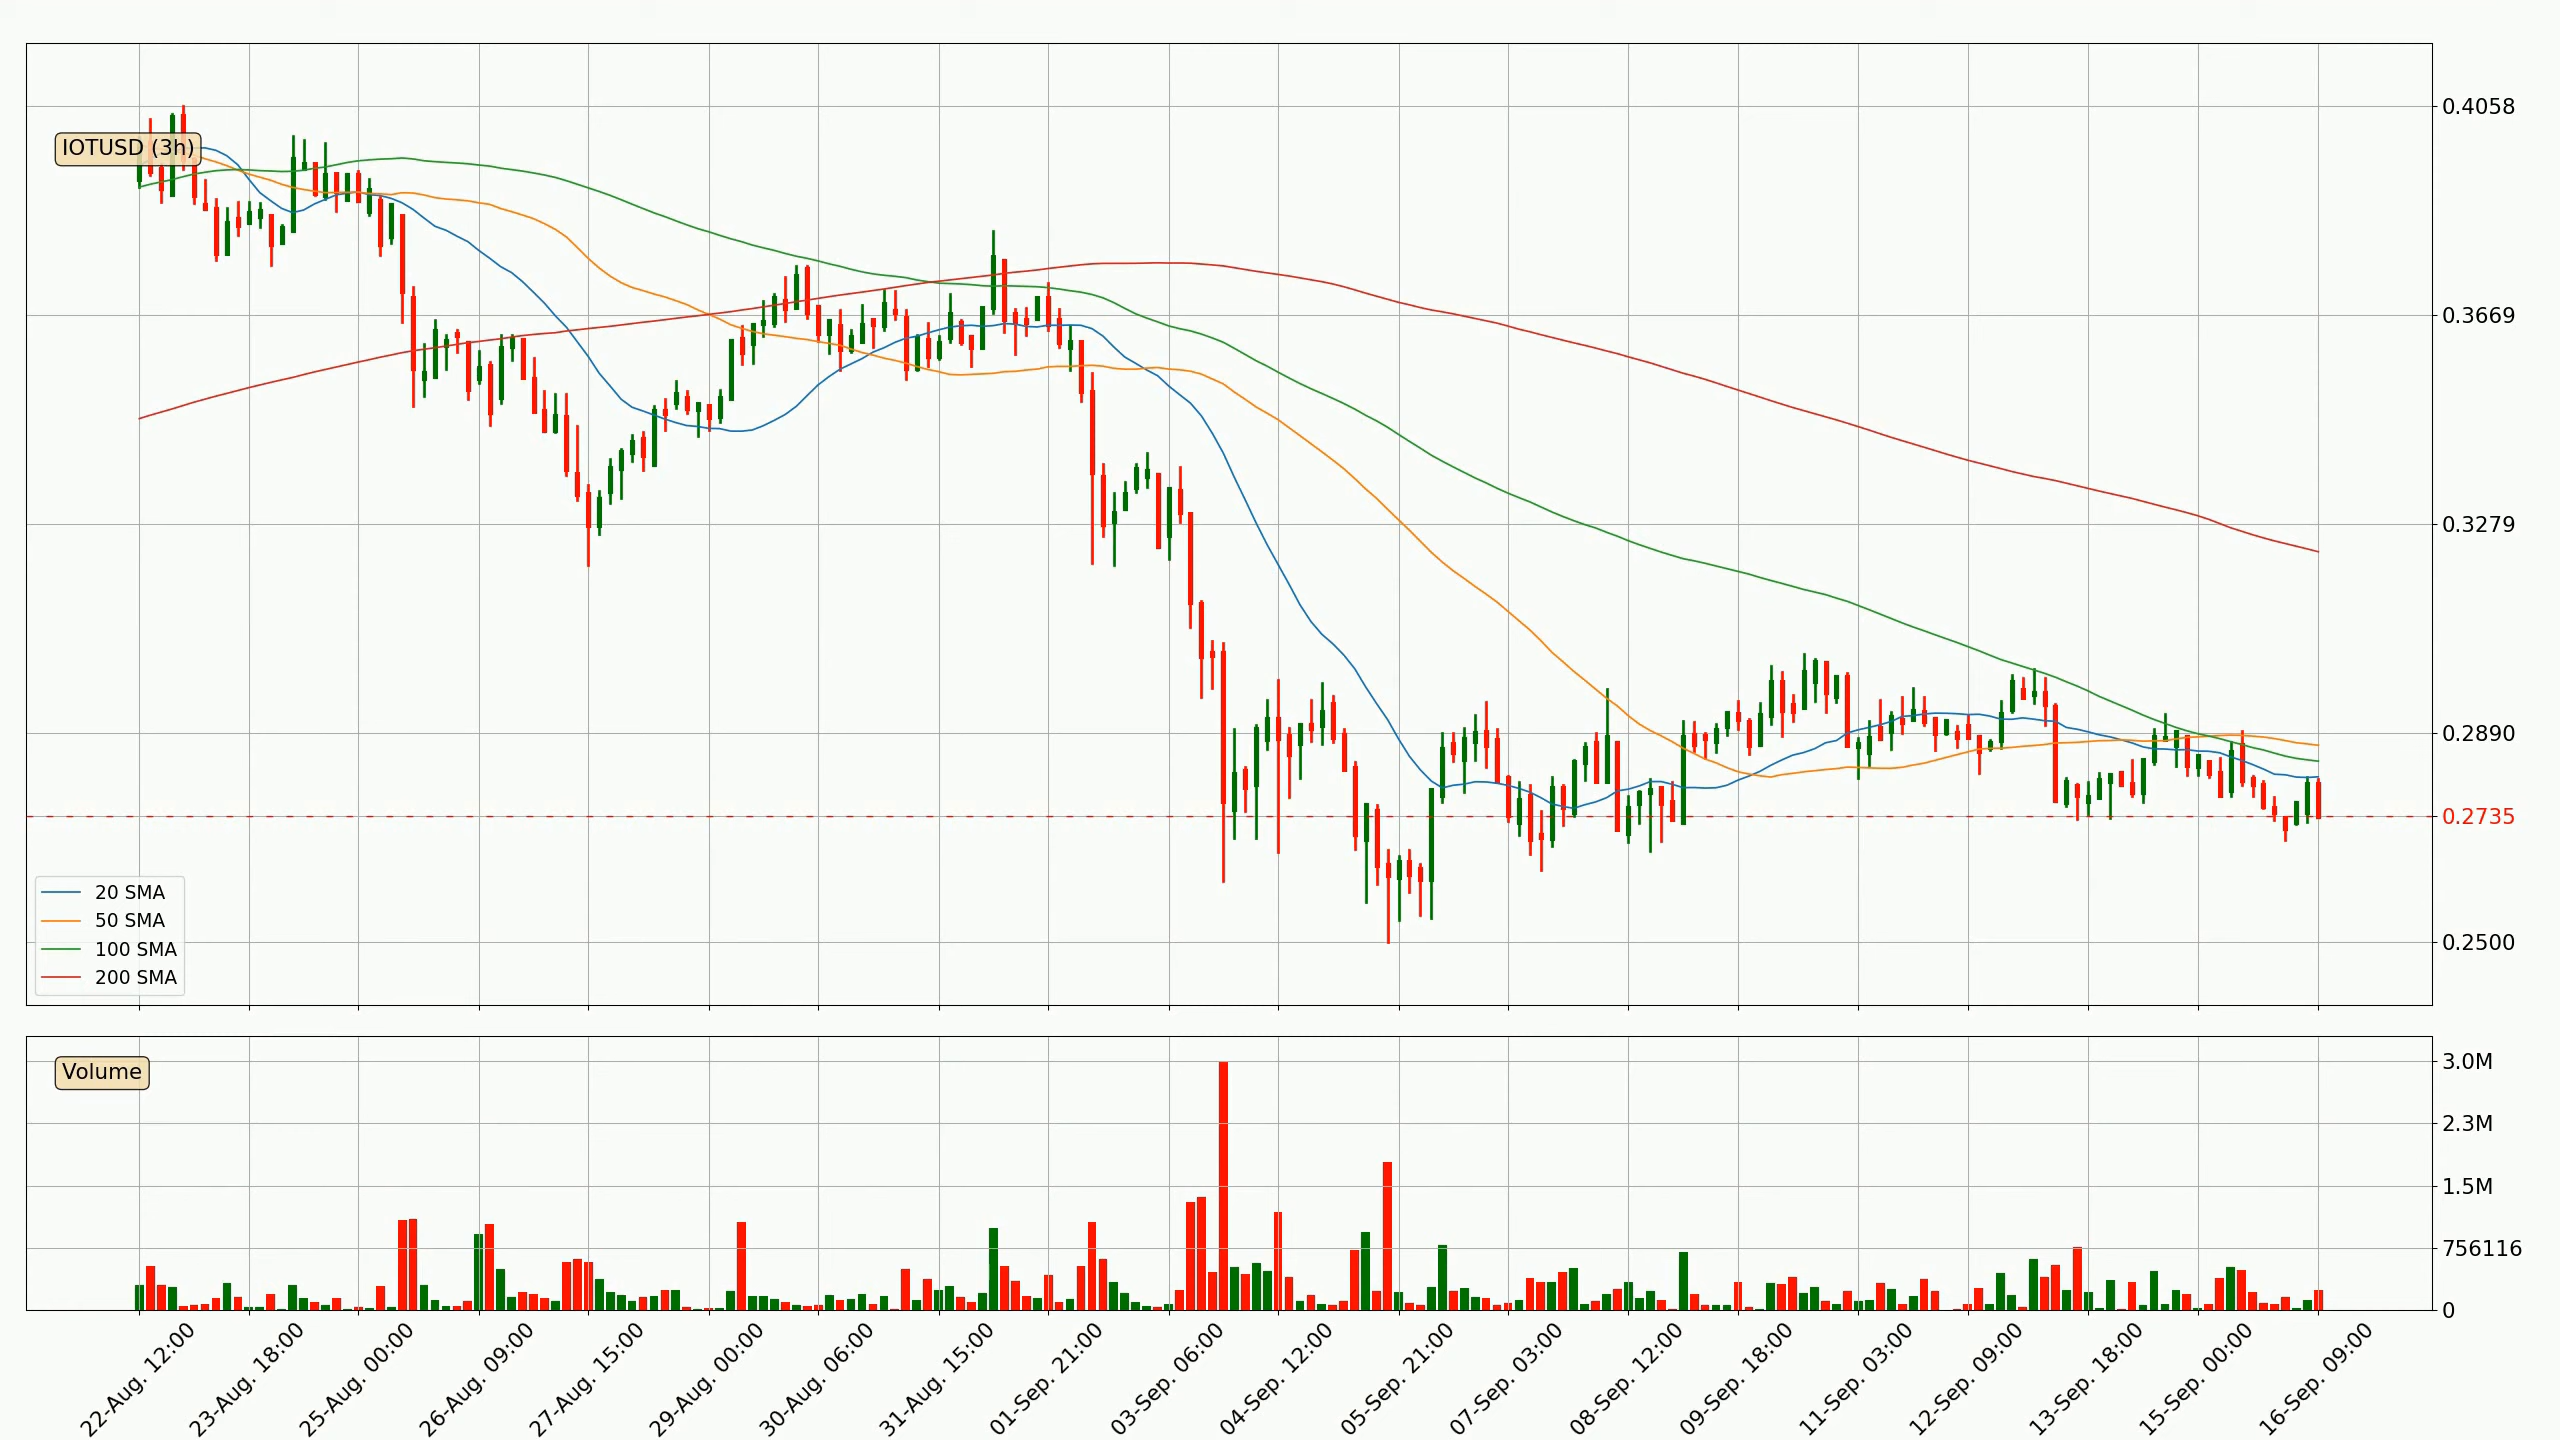 IOTUSD (3h)
0.4058
0.3669
0.3279
0.2890
0.2735
0.2500
20 SMA
50 SMA
100 SMA
200 SMA
Volume
3.0M
2.3M
1.5M
756116
0
22-Aug. 12:00
23-Aug. 18:00
25-Aug. 00:00
26-Aug. 09:00
27-Aug. 15:00
29-Aug. 00:00
30-Aug. 06:00
31-Aug. 15:00
01-Sep. 21:00
03-Sep. 06:00
04-Sep. 12:00
05-Sep. 21:00
07-Sep. 03:00
08-Sep. 12:00
09-Sep. 18:00
11-Sep. 03:00
12-Sep. 09:00
13-Sep. 18:00
15-Sep. 00:00
16-Sep. 09:00